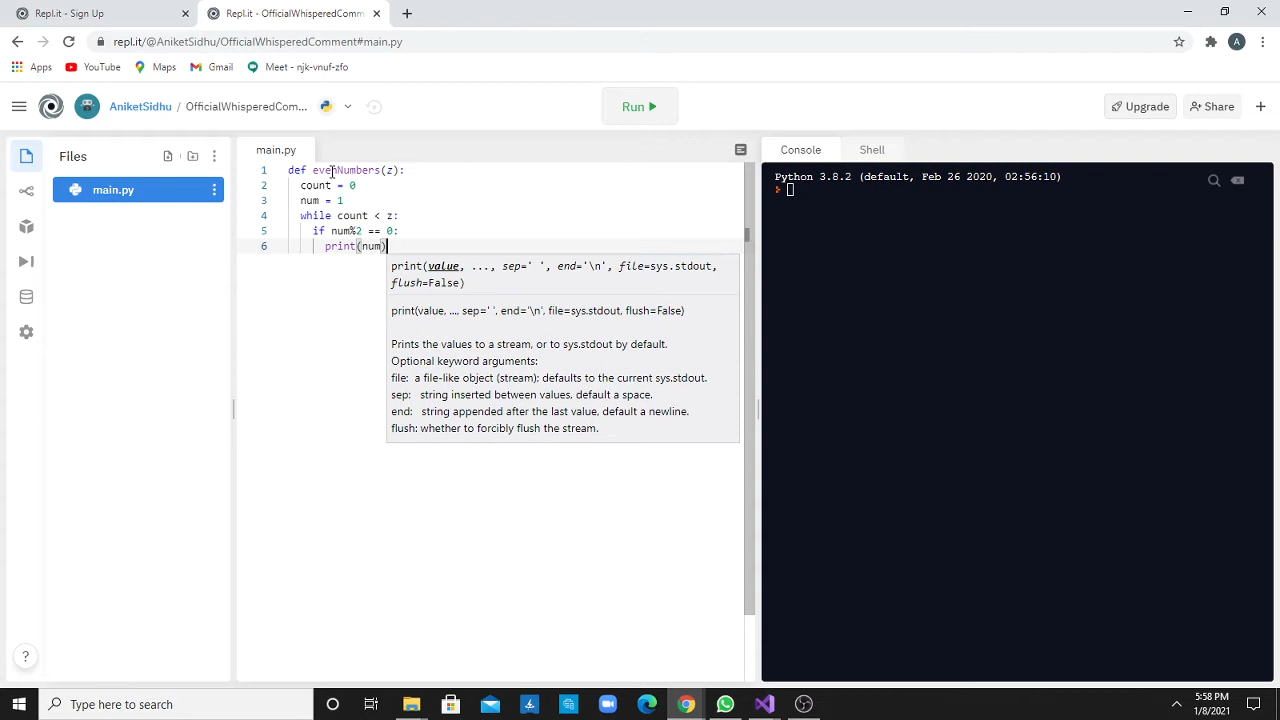 Repl.it - Sign Up
Repl.it - OfficialWhisperedComm
repl.it/@AniketSidhu/OfficialWhisperedComment#main.py
A
Apps YouTube Maps Gmail Meet - njk-vnuf-zfo
AniketSidhu / OfficialWhisperedCom...
Run
Upgrade
Share
Files
main.py
main.py
1 def evenNumbers(z):
2 count = 0
3 num = 1
4 while count < z:
5 if num%2 == 0:
6 print(num)
print(value, ..., sep=' ', end='\n', file=sys.stdout,
flush=False)
print(value, ..., sep=' ', end='\n', file=sys.stdout, flush=False)
Prints the values to a stream, or to sys.stdout by default.
Optional keyword arguments:
file: a file-like object (stream); defaults to the current sys.stdout.
sep: string inserted between values, default a space.
end: string appended after the last value, default a newline.
flush: whether to forcibly flush the stream.
Console Shell
Python 3.8.2 (default, Feb 26 2020, 02:56:10)
?
Type here to search
5:58 PM
1/8/2021